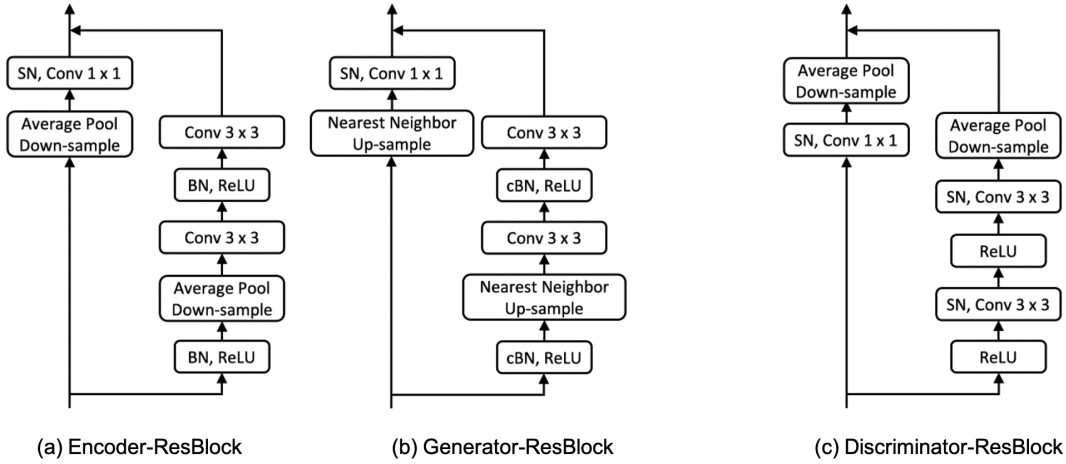 SN, Conv 1 x 1
Average Pool
Down-sample
Conv 3 x 3
BN, ReLU
Conv 3 x 3
Average Pool
Down-sample
BN, ReLU
(a) Encoder-ResBlock
SN, Conv 1 x 1
Nearest Neighbor
Up-sample
Conv 3 x 3
cBN, ReLU
Conv 3 x 3
Nearest Neighbor
Up-sample
cBN, ReLU
(b) Generator-ResBlock
Average Pool
Down-sample
SN, Conv 1 x 1
Average Pool
Down-sample
SN, Conv 3 x 3
ReLU
SN, Conv 3 x 3
ReLU
(c) Discriminator-ResBlock